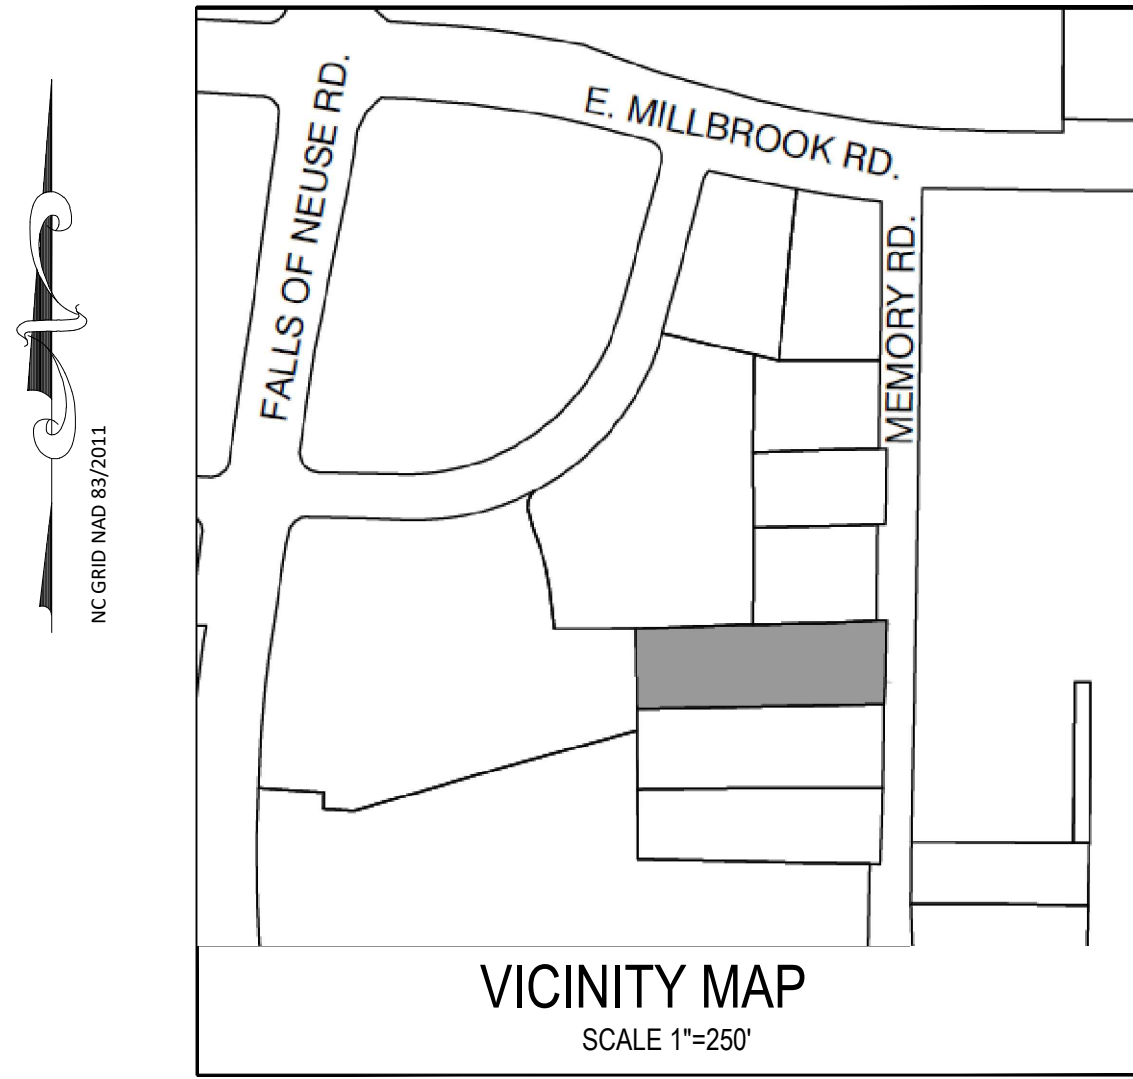 E. MILLBROOK RD.
FALLS OF NEUSE RD.
MEMORY RD.
NC GRID NAD 83/2011
VICINITY MAP
SCALE 1"=250'